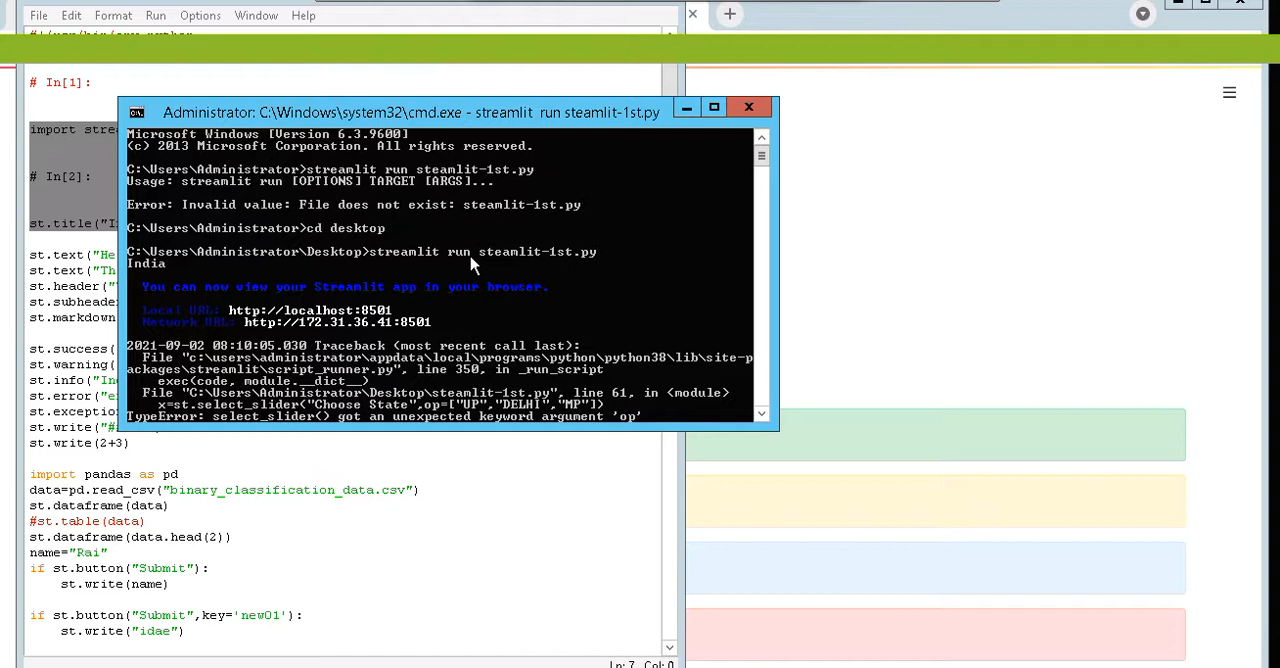 File Edit Format Run Options Window Help
# In[1]:
import stre
# In[2]:
st.title("I
st.text("He
st.text("Th
st.header("
st.subheade
st.markdown
st.success(
st.warning(
st.info("In
st.error("e
st.exceptio
st.write("#
st.write(2+3)
import pandas as pd
data=pd.read_csv("binary_classification_data.csv")
st.dataframe(data)
#st.table(data)
st.dataframe(data.head(2))
name="Rai"
if st.button("Submit"):
st.write(name)
if st.button("Submit",key='new01'):
st.write("idae")
Ln: 7 Col: 0
Administrator: C:\Windows\system32\cmd.exe - streamlit run steamlit-1st.py
Microsoft Windows [Version 6.3.9600]
(c) 2013 Microsoft Corporation. All rights reserved.
C:\Users\Administrator>streamlit run steamlit-1st.py
Usage: streamlit run [OPTIONS] TARGET [ARGS]...
Error: Invalid value: File does not exist: steamlit-1st.py
C:\Users\Administrator>cd desktop
C:\Users\Administrator\Desktop>streamlit run steamlit-1st.py
India
You can now view your Streamlit app in your browser.
Local URL: http://localhost:8501
Network URL: http://172.31.36.41:8501
2021-09-02 08:10:05.030 Traceback (most recent call last):
File "c:\users\administrator\appdata\local\programs\python\python38\lib\site-p
ackages\streamlit\script_runner.py", line 350, in _run_script
exec(code, module.__dict__)
File "C:\Users\Administrator\Desktop\steamlit-1st.py", line 61, in <module>
x=st.select_slider("Choose State",op=["UP","DELHI","MP"])
TypeError: select_slider() got an unexpected keyword argument 'op'